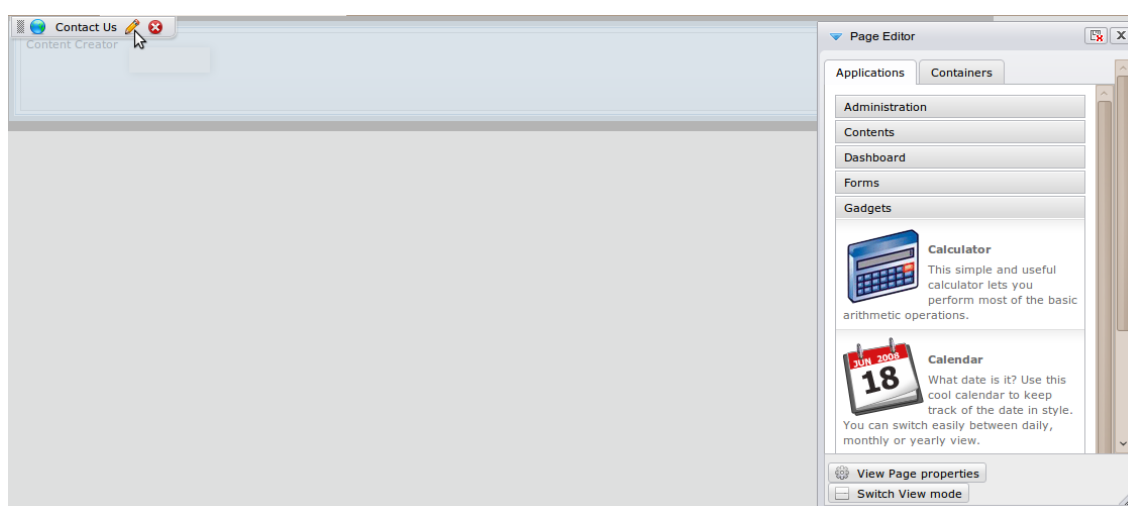 Contact Us
Content Creator
Page Editor
X
Applications
Containers
Administration
Contents
Dashboard
Forms
Gadgets
Calculator
This simple and useful
calculator lets you
perform most of the basic
arithmetic operations.
JUN 2008
18
Calendar
What date is it? Use this
cool calendar to keep
track of the date in style.
You can switch easily between daily,
monthly or yearly view.
View Page properties
Switch View mode